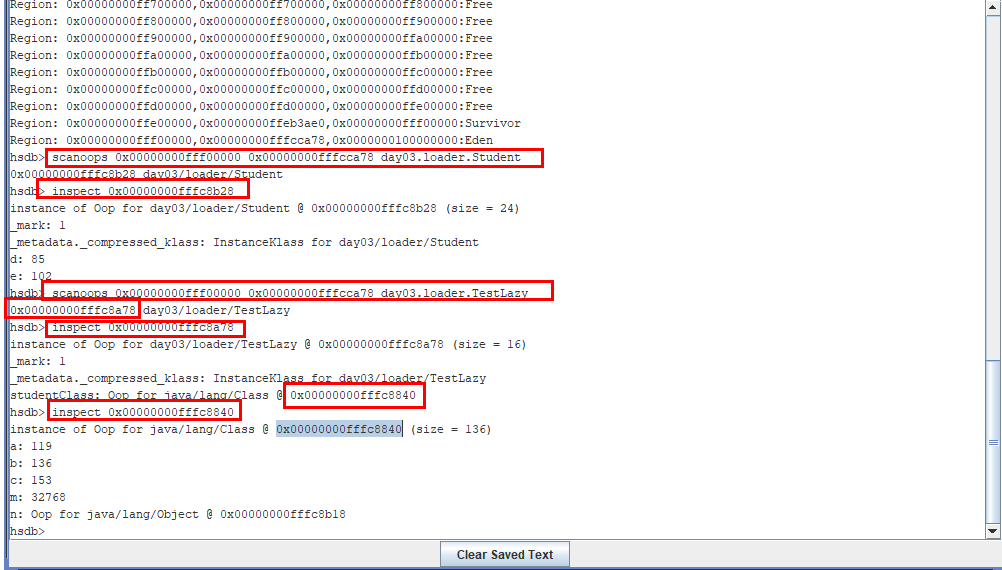 Region: 0x00000000ff700000,0x00000000ff700000,0x00000000ff800000:Free
Region: 0x00000000ff800000,0x00000000ff800000,0x00000000ff900000:Free
Region: 0x00000000ff900000,0x00000000ff900000,0x00000000ffa00000:Free
Region: 0x00000000ffa00000,0x00000000ffa00000,0x00000000ffb00000:Free
Region: 0x00000000ffb00000,0x00000000ffb00000,0x00000000ffc00000:Free
Region: 0x00000000ffc00000,0x00000000ffc00000,0x00000000ffd00000:Free
Region: 0x00000000ffd00000,0x00000000ffd00000,0x00000000ffe00000:Free
Region: 0x00000000ffe00000,0x00000000ffeb3ae0,0x00000000fff00000:Survivor
Region: 0x00000000fff00000,0x00000000fffcca78,0x0000000100000000:Eden
hsdb> scanoops 0x00000000fff00000 0x00000000fffcca78 day03.loader.Student
0x00000000fffc8b28 day03/loader/Student
hsdb> inspect 0x00000000fffc8b28
instance of Oop for day03/loader/Student @ 0x00000000fffc8b28 (size = 24)
_mark: 1
_metadata._compressed_klass: InstanceKlass for day03/loader/Student
d: 85
e: 102
hsdb> scanoops 0x00000000fff00000 0x00000000fffcca78 day03.loader.TestLazy
0x00000000fffc8a78 day03/loader/TestLazy
hsdb> inspect 0x00000000fffc8a78
instance of Oop for day03/loader/TestLazy @ 0x00000000fffc8a78 (size = 16)
_mark: 1
_metadata._compressed_klass: InstanceKlass for day03/loader/TestLazy
studentClass: Oop for java/lang/Class @ 0x00000000fffc8840
hsdb> inspect 0x00000000fffc8840
instance of Oop for java/lang/Class @ 0x00000000fffc8840 (size = 136)
a: 119
b: 136
c: 153
m: 32768
n: Oop for java/lang/Object @ 0x00000000fffc8b18
hsdb>
Clear Saved Text